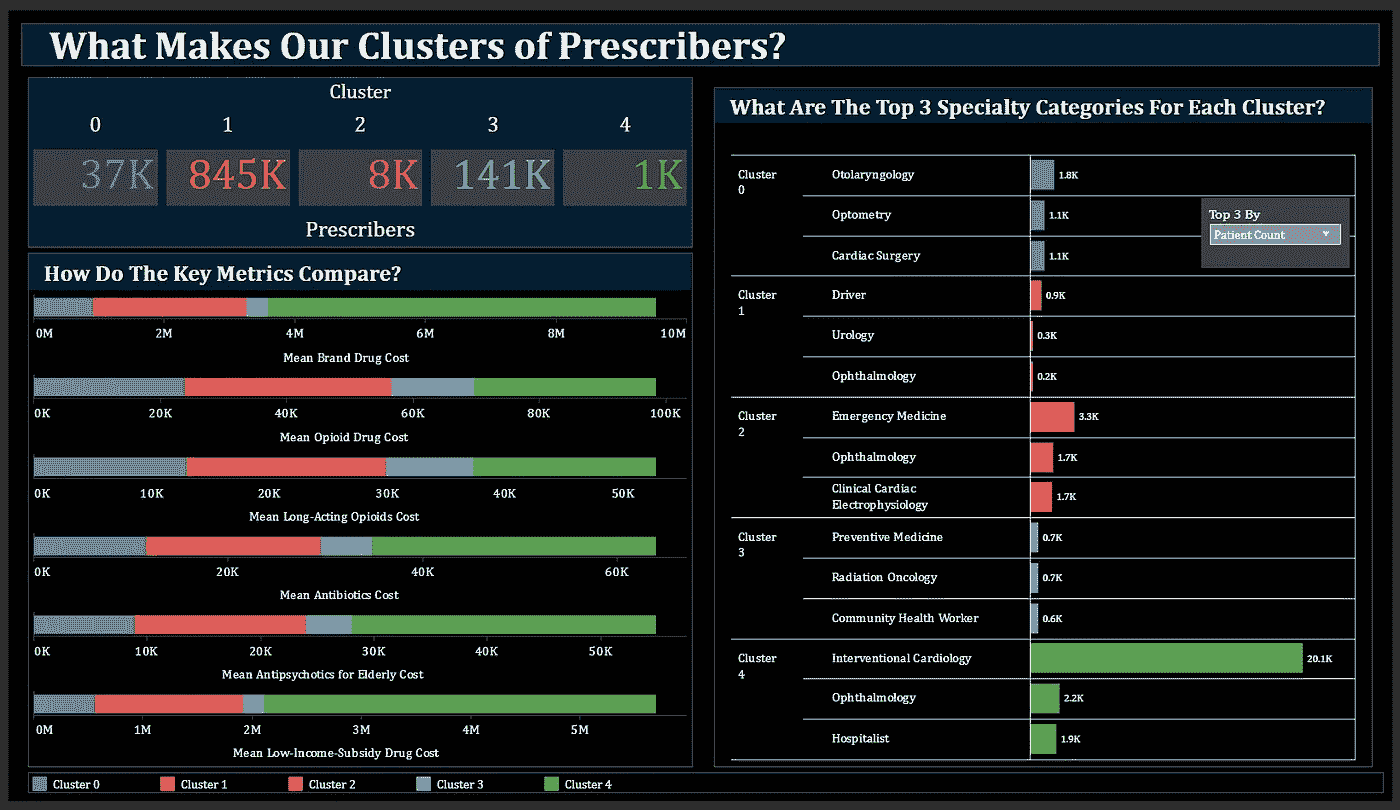 What Makes Our Clusters of Prescribers?
Cluster
0 1 2 3 4
37K 845K 8K 141K 1K
Prescribers
How Do The Key Metrics Compare?
0M 2M 4M 6M 8M 10M
Mean Brand Drug Cost
0K 20K 40K 60K 80K 100K
Mean Opioid Drug Cost
0K 10K 20K 30K 40K 50K
Mean Long-Acting Opioids Cost
0K 20K 40K 60K
Mean Antibiotics Cost
0K 10K 20K 30K 40K 50K
Mean Antipsychotics for Elderly Cost
0M 1M 2M 3M 4M 5M
Mean Low-Income-Subsidy Drug Cost
Cluster 0 Cluster 1 Cluster 2 Cluster 3 Cluster 4
What Are The Top 3 Specialty Categories For Each Cluster?
Top 3 By
Patient Count
Cluster
0
Otolaryngology 1.8K
Optometry 1.1K
Cardiac Surgery 1.1K
Cluster
1
Driver 0.9K
Urology 0.3K
Ophthalmology 0.2K
Cluster
2
Emergency Medicine 3.3K
Ophthalmology 1.7K
Clinical Cardiac
Electrophysiology 1.7K
Cluster
3
Preventive Medicine 0.7K
Radiation Oncology 0.7K
Community Health Worker 0.6K
Cluster
4
Interventional Cardiology 20.1K
Ophthalmology 2.2K
Hospitalist 1.9K